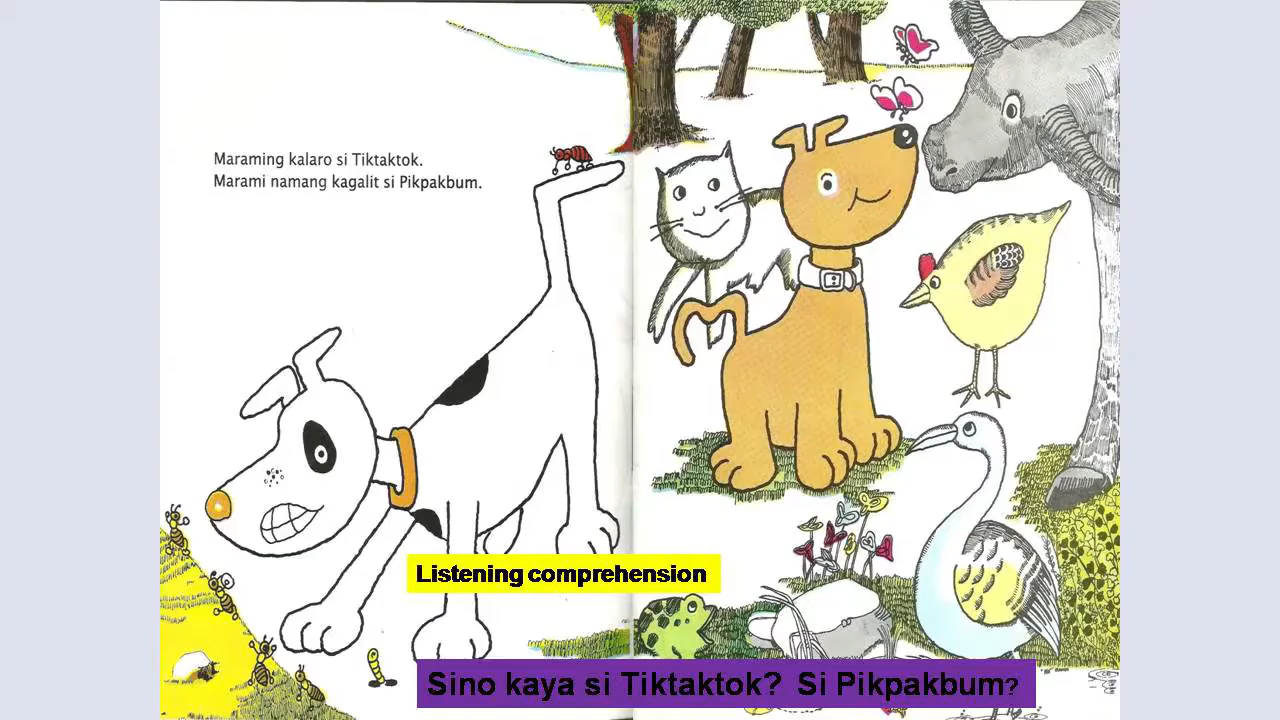 Maraming kalaro si Tiktaktok.
Marami namang kagalit si Pikpakbum.
Listening comprehension
Sino kaya si Tiktaktok?  Si Pikpakbum?